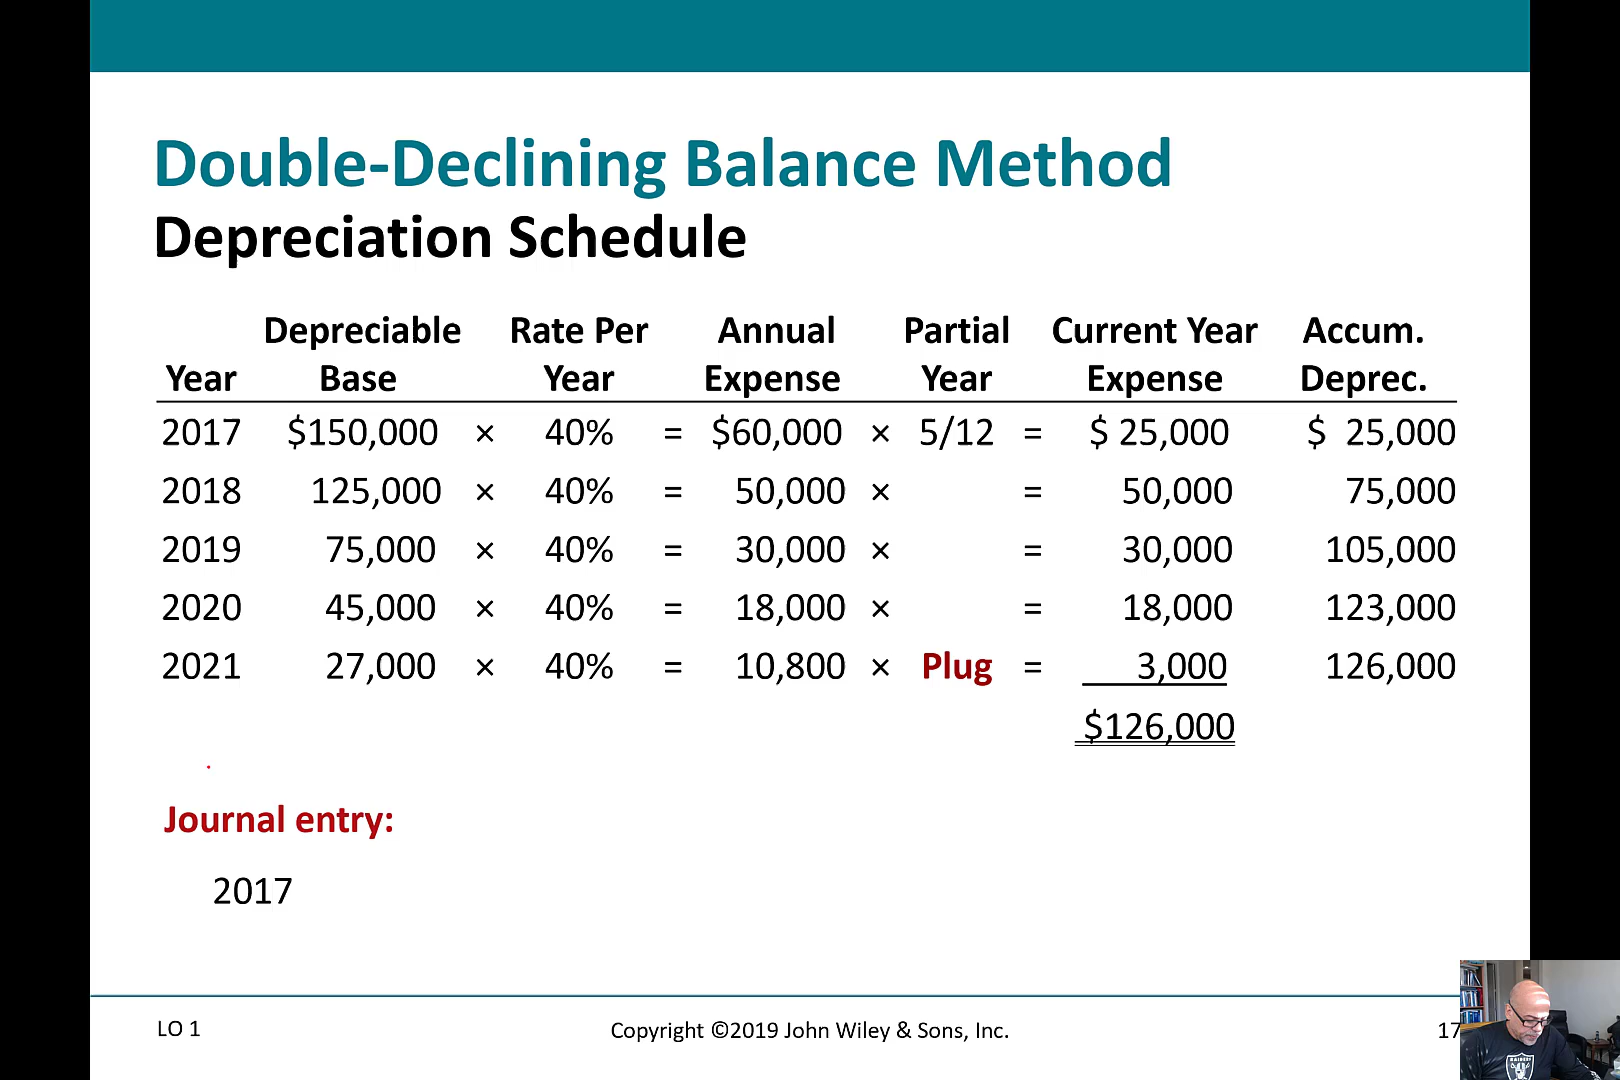 Double-Declining Balance Method
Depreciation Schedule
Depreciable Rate Per Annual Partial Current Year Accum.
Year Base Year Expense Year Expense Deprec.
2017 $150,000 × 40% = $60,000 × 5/12 = $ 25,000 $ 25,000
2018 125,000 × 40% = 50,000 × = 50,000 75,000
2019 75,000 × 40% = 30,000 × = 30,000 105,000
2020 45,000 × 40% = 18,000 × = 18,000 123,000
2021 27,000 × 40% = 10,800 × Plug = 3,000 126,000
$126,000
Journal entry:
2017
LO 1 Copyright ©2019 John Wiley & Sons, Inc. 17
RAIDERS